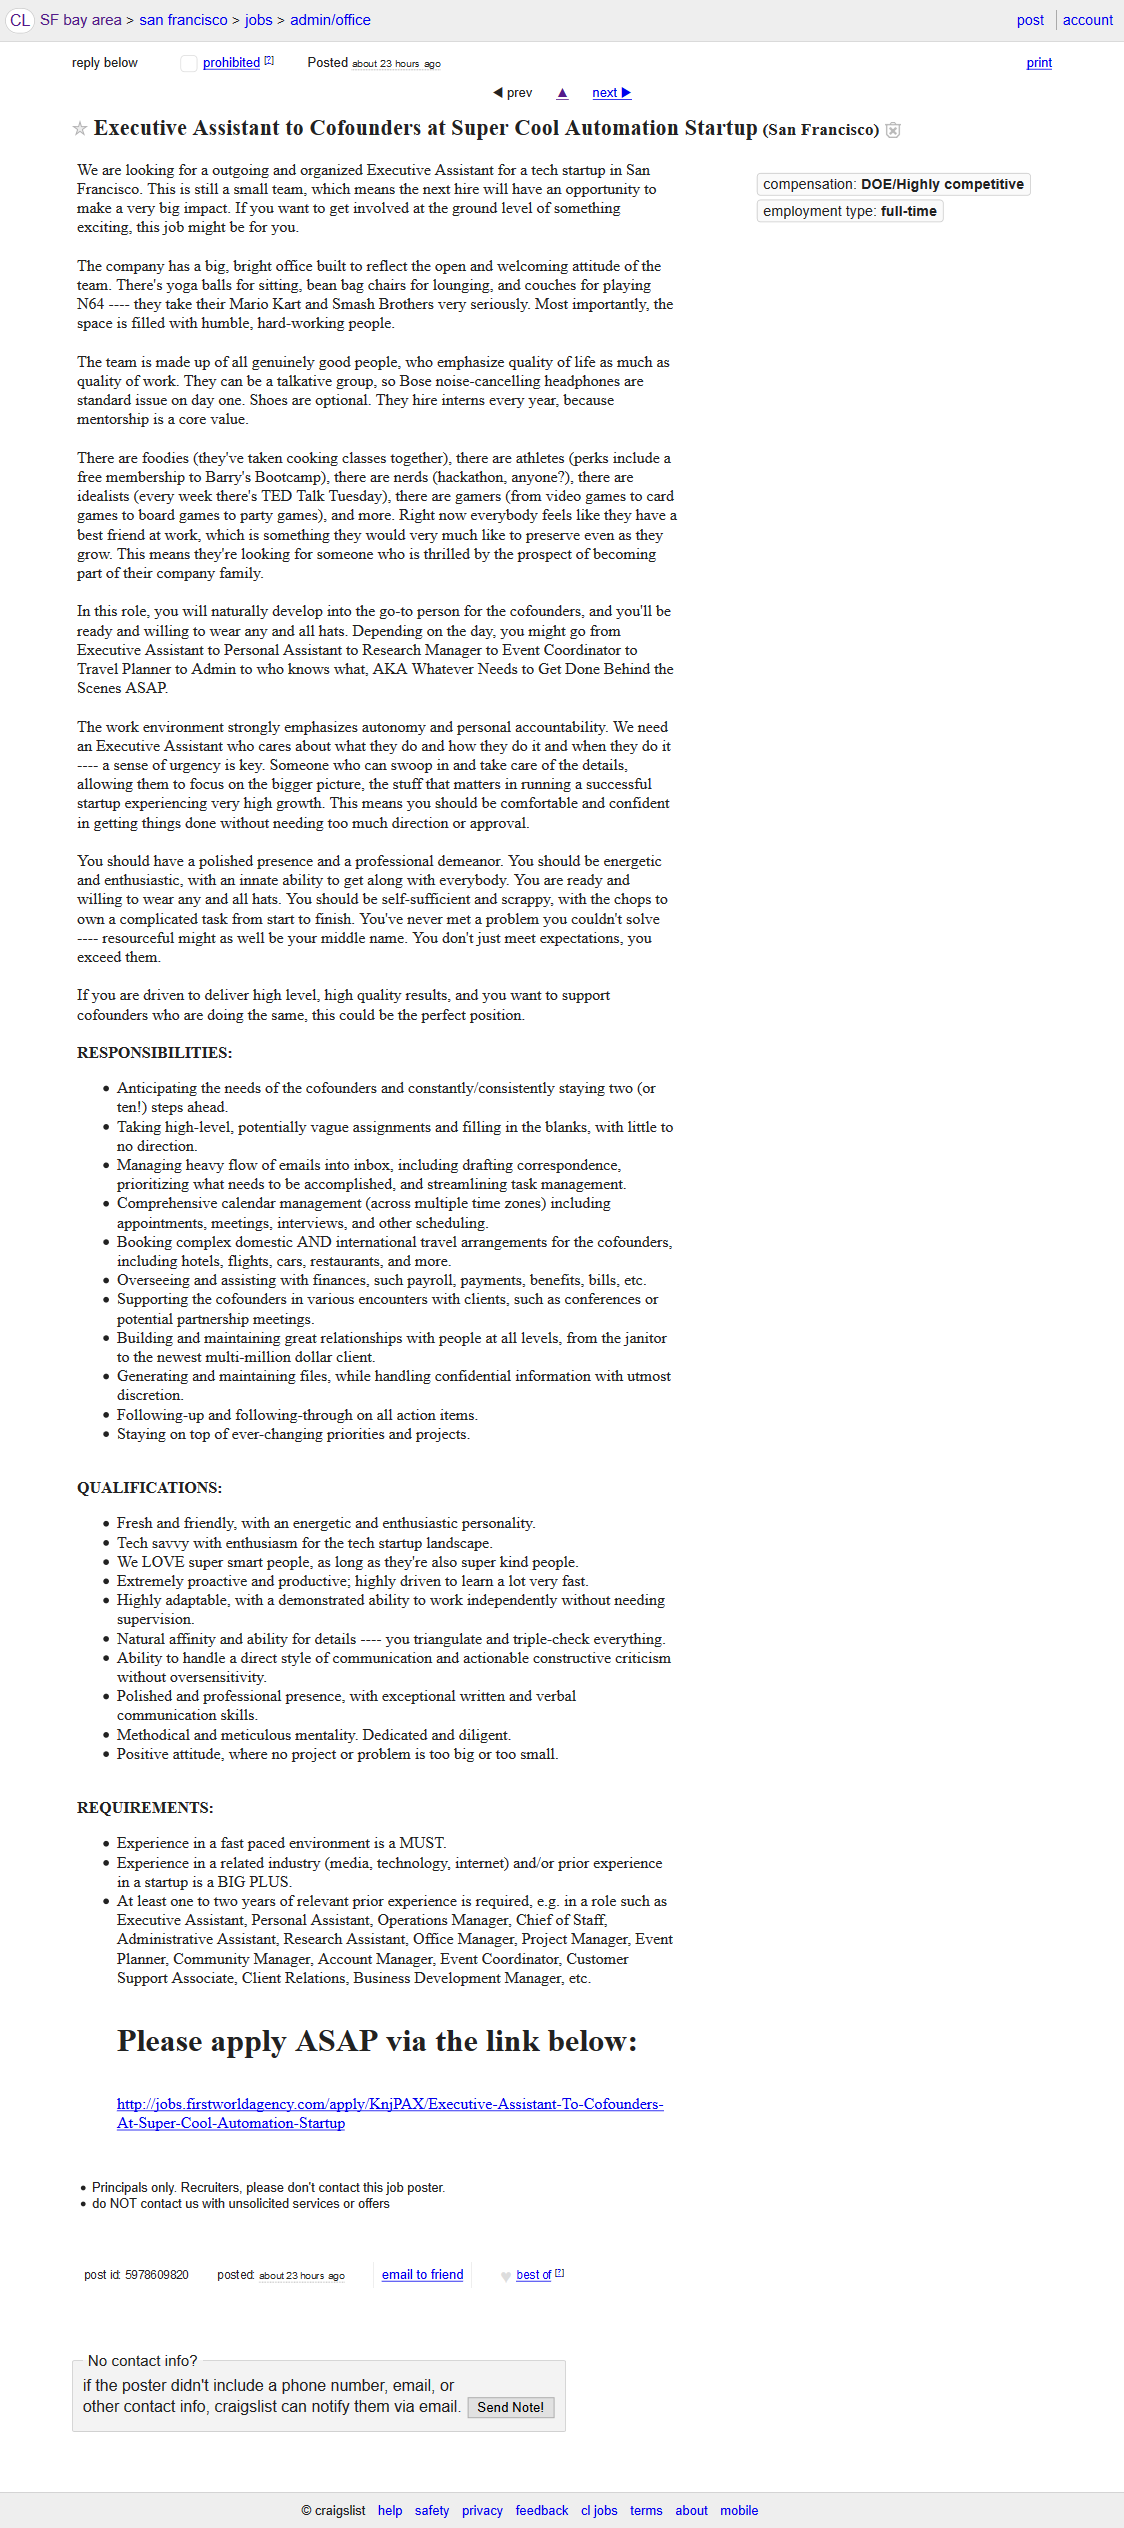 CL SF bay area > san francisco > jobs > admin/office post account
reply below prohibited [?] Posted about 23 hours ago print
◀ prev ▲ next ▶
☆ Executive Assistant to Cofounders at Super Cool Automation Startup (San Francisco)
We are looking for a outgoing and organized Executive Assistant for a tech startup in San
Francisco. This is still a small team, which means the next hire will have an opportunity to
make a very big impact. If you want to get involved at the ground level of something
exciting, this job might be for you.
compensation: DOE/Highly competitive
employment type: full-time
The company has a big, bright office built to reflect the open and welcoming attitude of the
team. There's yoga balls for sitting, bean bag chairs for lounging, and couches for playing
N64 ---- they take their Mario Kart and Smash Brothers very seriously. Most importantly, the
space is filled with humble, hard-working people.
The team is made up of all genuinely good people, who emphasize quality of life as much as
quality of work. They can be a talkative group, so Bose noise-cancelling headphones are
standard issue on day one. Shoes are optional. They hire interns every year, because
mentorship is a core value.
There are foodies (they've taken cooking classes together), there are athletes (perks include a
free membership to Barry's Bootcamp), there are nerds (hackathon, anyone?), there are
idealists (every week there's TED Talk Tuesday), there are gamers (from video games to card
games to board games to party games), and more. Right now everybody feels like they have a
best friend at work, which is something they would very much like to preserve even as they
grow. This means they're looking for someone who is thrilled by the prospect of becoming
part of their company family.
In this role, you will naturally develop into the go-to person for the cofounders, and you'll be
ready and willing to wear any and all hats. Depending on the day, you might go from
Executive Assistant to Personal Assistant to Research Manager to Event Coordinator to
Travel Planner to Admin to who knows what, AKA Whatever Needs to Get Done Behind the
Scenes ASAP.
The work environment strongly emphasizes autonomy and personal accountability. We need
an Executive Assistant who cares about what they do and how they do it and when they do it
---- a sense of urgency is key. Someone who can swoop in and take care of the details,
allowing them to focus on the bigger picture, the stuff that matters in running a successful
startup experiencing very high growth. This means you should be comfortable and confident
in getting things done without needing too much direction or approval.
You should have a polished presence and a professional demeanor. You should be energetic
and enthusiastic, with an innate ability to get along with everybody. You are ready and
willing to wear any and all hats. You should be self-sufficient and scrappy, with the chops to
own a complicated task from start to finish. You've never met a problem you couldn't solve
---- resourceful might as well be your middle name. You don't just meet expectations, you
exceed them.
If you are driven to deliver high level, high quality results, and you want to support
cofounders who are doing the same, this could be the perfect position.
RESPONSIBILITIES:
• Anticipating the needs of the cofounders and constantly/consistently staying two (or
ten!) steps ahead.
• Taking high-level, potentially vague assignments and filling in the blanks, with little to
no direction.
• Managing heavy flow of emails into inbox, including drafting correspondence,
prioritizing what needs to be accomplished, and streamlining task management.
• Comprehensive calendar management (across multiple time zones) including
appointments, meetings, interviews, and other scheduling.
• Booking complex domestic AND international travel arrangements for the cofounders,
including hotels, flights, cars, restaurants, and more.
• Overseeing and assisting with finances, such payroll, payments, benefits, bills, etc.
• Supporting the cofounders in various encounters with clients, such as conferences or
potential partnership meetings.
• Building and maintaining great relationships with people at all levels, from the janitor
to the newest multi-million dollar client.
• Generating and maintaining files, while handling confidential information with utmost
discretion.
• Following-up and following-through on all action items.
• Staying on top of ever-changing priorities and projects.
QUALIFICATIONS:
• Fresh and friendly, with an energetic and enthusiastic personality.
• Tech savvy with enthusiasm for the tech startup landscape.
• We LOVE super smart people, as long as they're also super kind people.
• Extremely proactive and productive; highly driven to learn a lot very fast.
• Highly adaptable, with a demonstrated ability to work independently without needing
supervision.
• Natural affinity and ability for details ---- you triangulate and triple-check everything.
• Ability to handle a direct style of communication and actionable constructive criticism
without oversensitivity.
• Polished and professional presence, with exceptional written and verbal
communication skills.
• Methodical and meticulous mentality. Dedicated and diligent.
• Positive attitude, where no project or problem is too big or too small.
REQUIREMENTS:
• Experience in a fast paced environment is a MUST.
• Experience in a related industry (media, technology, internet) and/or prior experience
in a startup is a BIG PLUS.
• At least one to two years of relevant prior experience is required, e.g. in a role such as
Executive Assistant, Personal Assistant, Operations Manager, Chief of Staff,
Administrative Assistant, Research Assistant, Office Manager, Project Manager, Event
Planner, Community Manager, Account Manager, Event Coordinator, Customer
Support Associate, Client Relations, Business Development Manager, etc.
Please apply ASAP via the link below:
http://jobs.firstworldagency.com/apply/KnjPAX/Executive-Assistant-To-Cofounders-
At-Super-Cool-Automation-Startup
• Principals only. Recruiters, please don't contact this job poster.
• do NOT contact us with unsolicited services or offers
post id: 5978609820 posted: about 23 hours ago email to friend ♥ best of [?]
No contact info?
if the poster didn't include a phone number, email, or
other contact info, craigslist can notify them via email. Send Note!
© craigslist help safety privacy feedback cl jobs terms about mobile